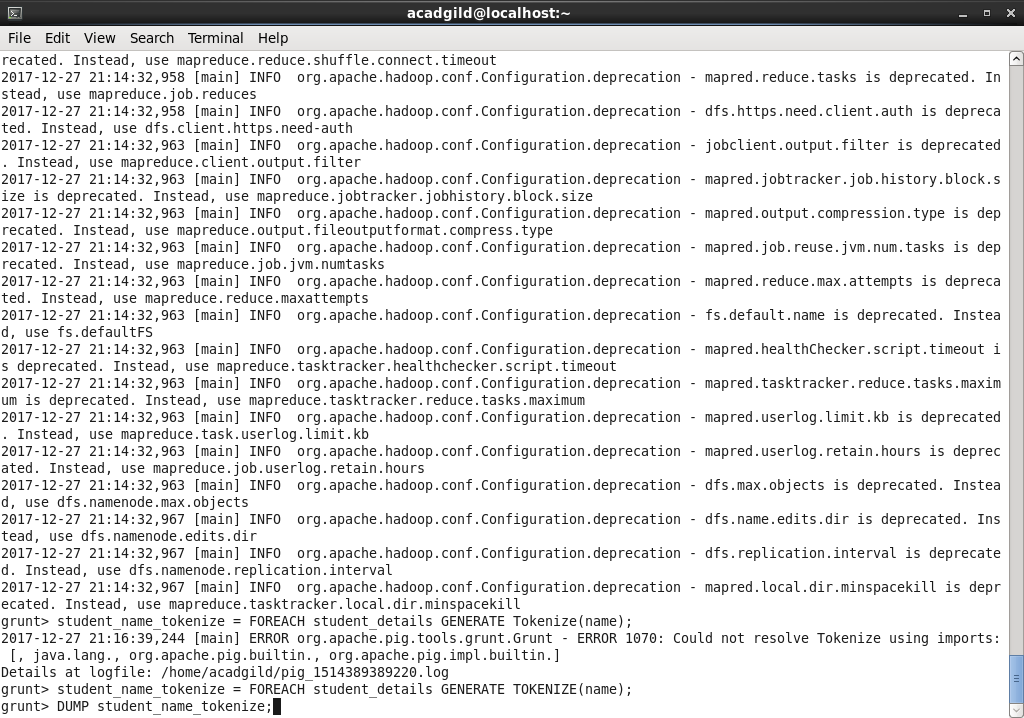 acadgild@localhost:~
File Edit View Search Terminal Help
recated. Instead, use mapreduce.reduce.shuffle.connect.timeout
2017-12-27 21:14:32,958 [main] INFO  org.apache.hadoop.conf.Configuration.deprecation - mapred.reduce.tasks is deprecated. In
stead, use mapreduce.job.reduces
2017-12-27 21:14:32,958 [main] INFO  org.apache.hadoop.conf.Configuration.deprecation - dfs.https.need.client.auth is depreca
ted. Instead, use dfs.client.https.need-auth
2017-12-27 21:14:32,963 [main] INFO  org.apache.hadoop.conf.Configuration.deprecation - jobclient.output.filter is deprecated
. Instead, use mapreduce.client.output.filter
2017-12-27 21:14:32,963 [main] INFO  org.apache.hadoop.conf.Configuration.deprecation - mapred.jobtracker.job.history.block.s
ize is deprecated. Instead, use mapreduce.jobtracker.jobhistory.block.size
2017-12-27 21:14:32,963 [main] INFO  org.apache.hadoop.conf.Configuration.deprecation - mapred.output.compression.type is dep
recated. Instead, use mapreduce.output.fileoutputformat.compress.type
2017-12-27 21:14:32,963 [main] INFO  org.apache.hadoop.conf.Configuration.deprecation - mapred.job.reuse.jvm.num.tasks is dep
recated. Instead, use mapreduce.job.jvm.numtasks
2017-12-27 21:14:32,963 [main] INFO  org.apache.hadoop.conf.Configuration.deprecation - mapred.reduce.max.attempts is depreca
ted. Instead, use mapreduce.reduce.maxattempts
2017-12-27 21:14:32,963 [main] INFO  org.apache.hadoop.conf.Configuration.deprecation - fs.default.name is deprecated. Instea
d, use fs.defaultFS
2017-12-27 21:14:32,963 [main] INFO  org.apache.hadoop.conf.Configuration.deprecation - mapred.healthChecker.script.timeout i
s deprecated. Instead, use mapreduce.tasktracker.healthchecker.script.timeout
2017-12-27 21:14:32,963 [main] INFO  org.apache.hadoop.conf.Configuration.deprecation - mapred.tasktracker.reduce.tasks.maxim
um is deprecated. Instead, use mapreduce.tasktracker.reduce.tasks.maximum
2017-12-27 21:14:32,963 [main] INFO  org.apache.hadoop.conf.Configuration.deprecation - mapred.userlog.limit.kb is deprecated
. Instead, use mapreduce.task.userlog.limit.kb
2017-12-27 21:14:32,963 [main] INFO  org.apache.hadoop.conf.Configuration.deprecation - mapred.userlog.retain.hours is deprec
ated. Instead, use mapreduce.job.userlog.retain.hours
2017-12-27 21:14:32,963 [main] INFO  org.apache.hadoop.conf.Configuration.deprecation - dfs.max.objects is deprecated. Instea
d, use dfs.namenode.max.objects
2017-12-27 21:14:32,967 [main] INFO  org.apache.hadoop.conf.Configuration.deprecation - dfs.name.edits.dir is deprecated. Ins
tead, use dfs.namenode.edits.dir
2017-12-27 21:14:32,967 [main] INFO  org.apache.hadoop.conf.Configuration.deprecation - dfs.replication.interval is deprecate
d. Instead, use dfs.namenode.replication.interval
2017-12-27 21:14:32,967 [main] INFO  org.apache.hadoop.conf.Configuration.deprecation - mapred.local.dir.minspacekill is depr
ecated. Instead, use mapreduce.tasktracker.local.dir.minspacekill
grunt> student_name_tokenize = FOREACH student_details GENERATE Tokenize(name);
2017-12-27 21:16:39,244 [main] ERROR org.apache.pig.tools.grunt.Grunt - ERROR 1070: Could not resolve Tokenize using imports:
 [, java.lang., org.apache.pig.builtin., org.apache.pig.impl.builtin.]
Details at logfile: /home/acadgild/pig_1514389389220.log
grunt> student_name_tokenize = FOREACH student_details GENERATE TOKENIZE(name);
grunt> DUMP student_name_tokenize;